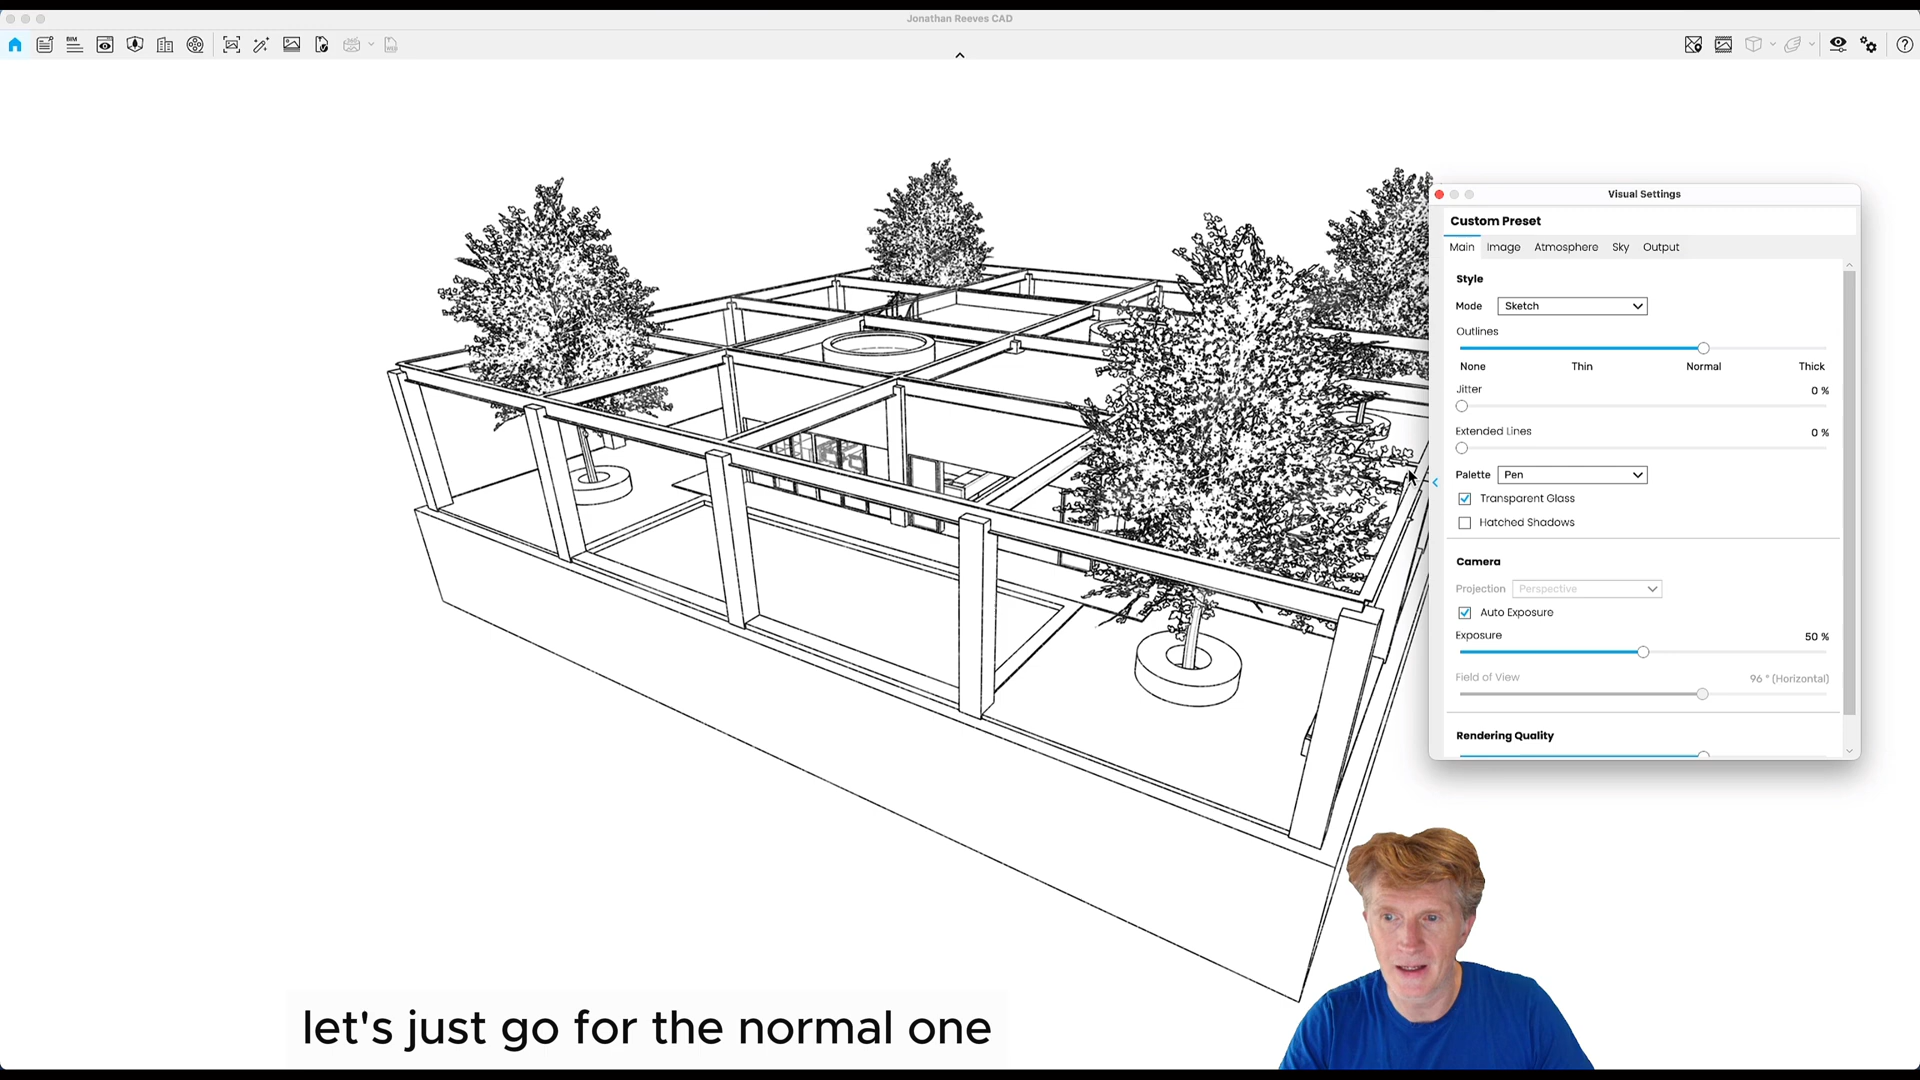 Jonathan Reeves CAD
BIM
Visual Settings
Custom Preset
Main Image Atmosphere Sky Output
Style
Mode Sketch
Outlines
None Thin Normal Thick
Jitter 0 %
Extended Lines 0 %
Palette Pen
Transparent Glass
Hatched Shadows
Camera
Projection Perspective
Auto Exposure
Exposure 50 %
Field of View 96 ° (Horizontal)
Rendering Quality
let's just go for the normal one